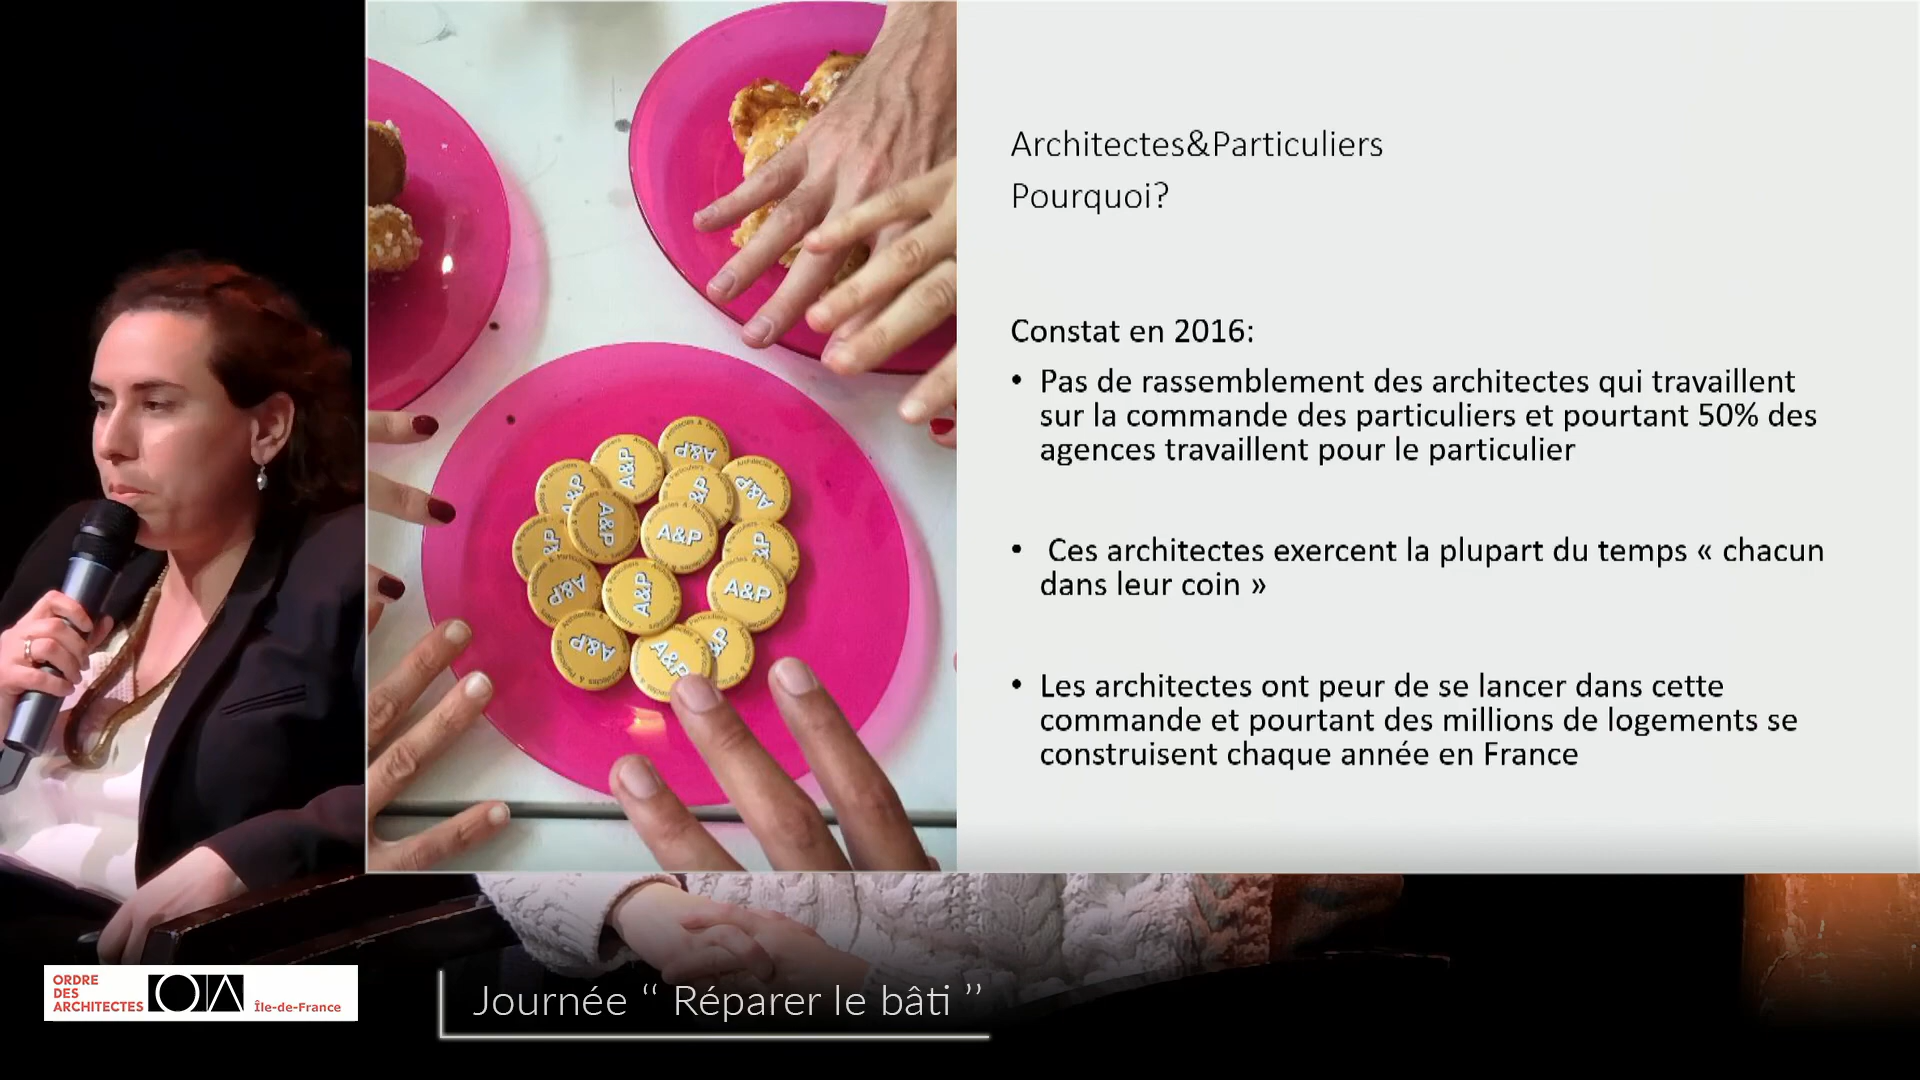 Architectes&Particuliers
Pourquoi?
Constat en 2016:
• Pas de rassemblement des architectes qui travaillent
sur la commande des particuliers et pourtant 50% des
agences travaillent pour le particulier
• Ces architectes exercent la plupart du temps « chacun
dans leur coin »
• Les architectes ont peur de se lancer dans cette
commande et pourtant des millions de logements se
construisent chaque année en France
A&P
A&P
A&P
A&P
A&P
A&P
A&P
A&P
A&P
A&P
A&P
A&P
A&P
A&P
ORDRE
DES
ARCHITECTES
OA
Île-de-France
Journée “ Réparer le bâti ”